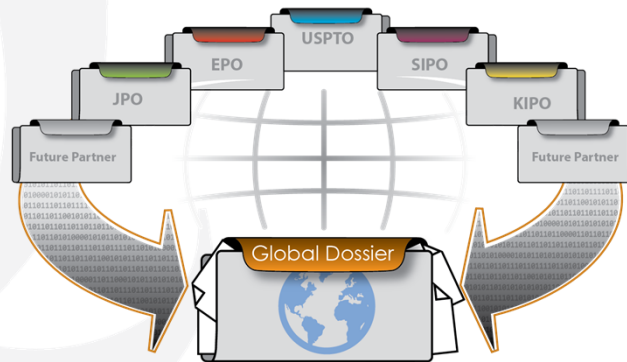 USPTO
EPO
SIPO
JPO
KIPO
Future Partner
Future Partner
Global Dossier